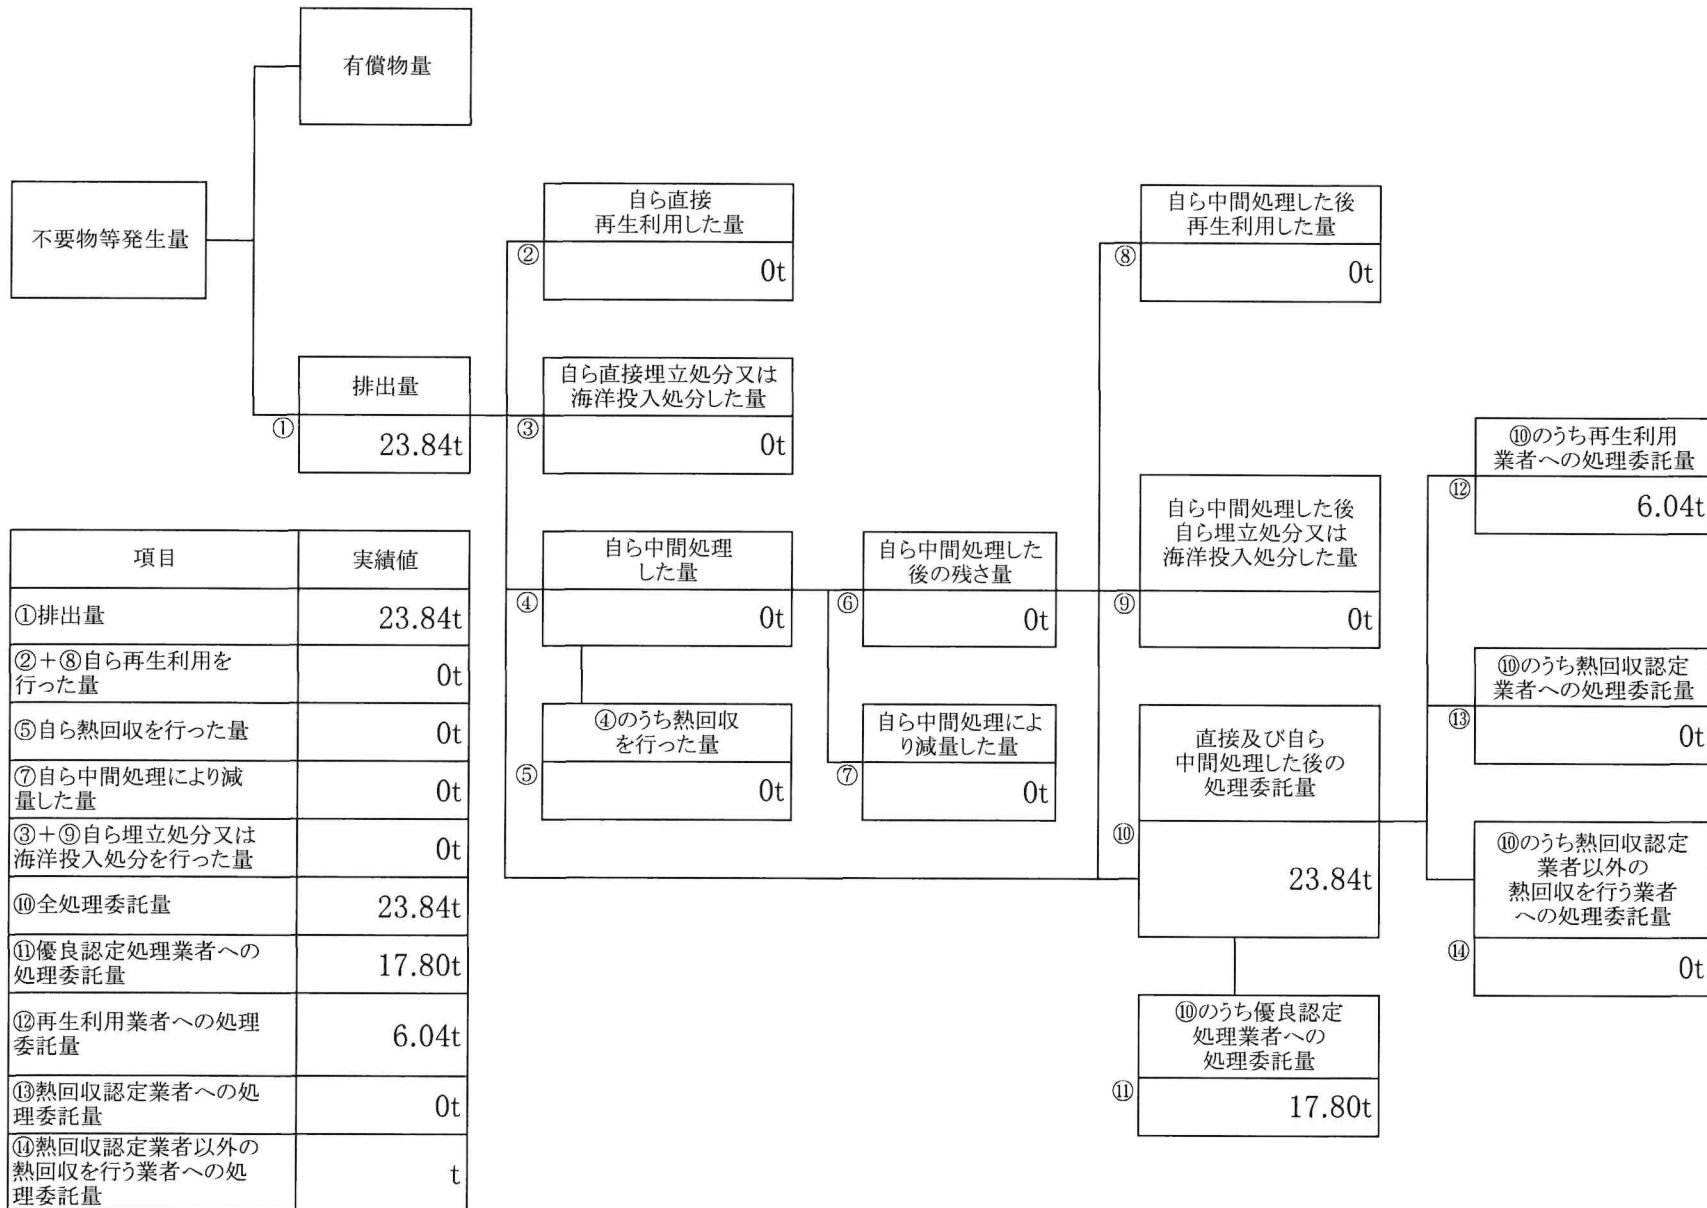 有償物量
不要物等発生量
排出量
①
23.84t
自ら直接
再生利用した量
②
0t
自ら直接埋立処分又は
海洋投入処分した量
③
0t
自ら中間処理
した量
④
0t
④のうち熱回収
を行った量
⑤
0t
自ら中間処理した
後の残さ量
⑥
0t
自ら中間処理によ
り減量した量
⑦
0t
自ら中間処理した後
再生利用した量
⑧
0t
自ら中間処理した後
自ら埋立処分又は
海洋投入処分した量
⑨
0t
直接及び自ら
中間処理した後の
処理委託量
⑩
23.84t
⑩のうち優良認定
処理業者への
処理委託量
⑪
17.80t
⑩のうち再生利用
業者への処理委託量
⑫
6.04t
⑩のうち熱回収認定
業者への処理委託量
⑬
0t
⑩のうち熱回収認定
業者以外の
熱回収を行う業者
への処理委託量
⑭
0t
項目 実績値
①排出量 23.84t
②+⑧自ら再生利用を
行った量 0t
⑤自ら熱回収を行った量 0t
⑦自ら中間処理により減
量した量 0t
③+⑨自ら埋立処分又は
海洋投入処分を行った量 0t
⑩全処理委託量 23.84t
⑪優良認定処理業者への
処理委託量 17.80t
⑫再生利用業者への処理
委託量 6.04t
⑬熱回収認定業者への処
理委託量 0t
⑭熱回収認定業者以外の
熱回収を行う業者への処
理委託量 t